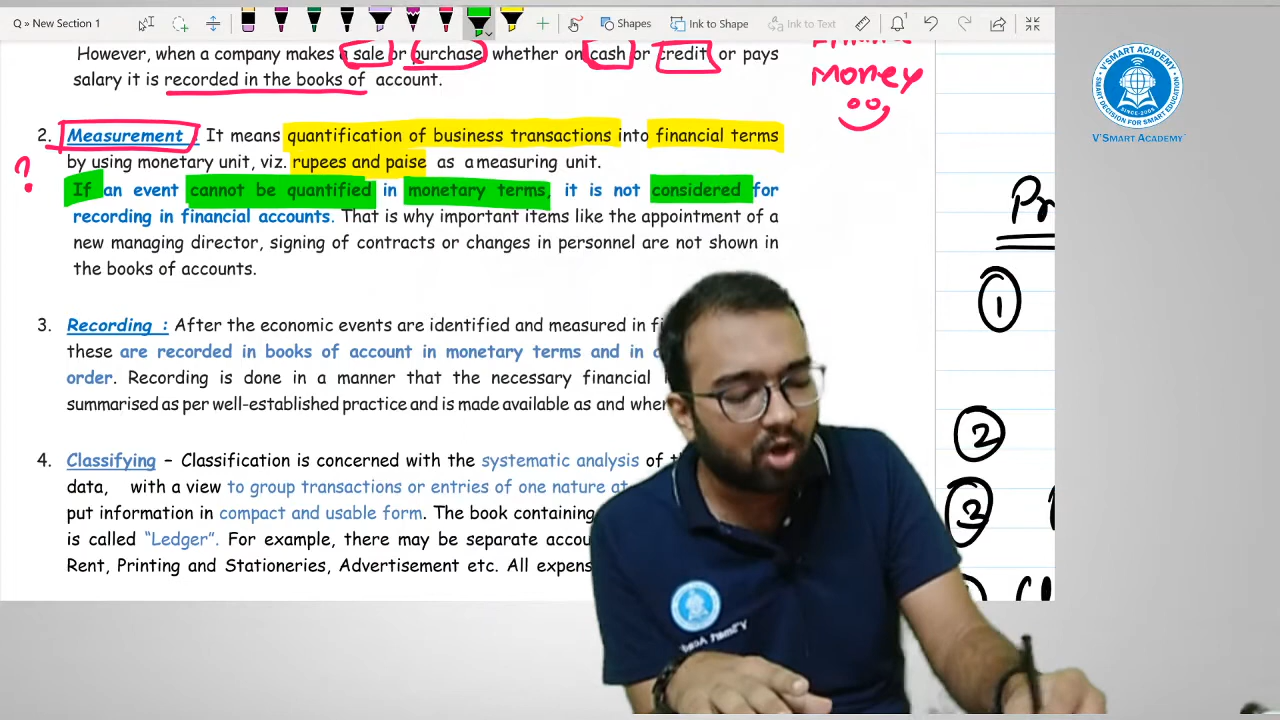 Q » New Section 1
Shapes
Ink to Shape
Ink to Text
However, when a company makes a sale or purchase whether on cash or credit or pays
salary it is recorded in the books of account.
Money
2. Measurement : It means quantification of business transactions into financial terms
by using monetary unit, viz. rupees and paise as a measuring unit.
?
If an event cannot be quantified in monetary terms, it is not considered for
recording in financial accounts. That is why important items like the appointment of a
new managing director, signing of contracts or changes in personnel are not shown in
the books of accounts.
3. Recording : After the economic events are identified and measured in
these are recorded in books of account in monetary terms and in
order. Recording is done in a manner that the necessary financial
summarised as per well-established practice and is made available as and
4. Classifying – Classification is concerned with the systematic analysis of
data, with a view to group transactions or entries of one nature at
put information in compact and usable form. The book containing
is called “Ledger”. For example, there may be separate
Rent, Printing and Stationeries, Advertisement etc. All
V'SMART ACADEMY
SMART DECISION FOR SMART EDUCATION
SINCE-2006
V'SMART ACADEMY
Pr
1
2
3